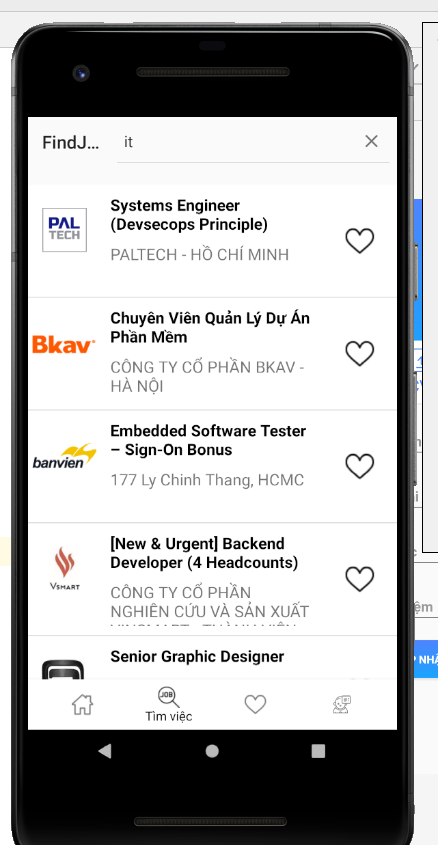 FindJ... it
PAL
TECH
Systems Engineer
(Devsecops Principle)
PALTECH - HỒ CHÍ MINH
Bkav
Chuyên Viên Quản Lý Dự Án
Phần Mềm
CÔNG TY CỔ PHẦN BKAV -
HÀ NỘI
banvien
Embedded Software Tester
– Sign-On Bonus
177 Ly Chinh Thang, HCMC
VSMART
[New & Urgent] Backend
Developer (4 Headcounts)
CÔNG TY CỔ PHẦN
NGHIÊN CỨU VÀ SẢN XUẤT
Senior Graphic Designer
JOB
Tìm việc